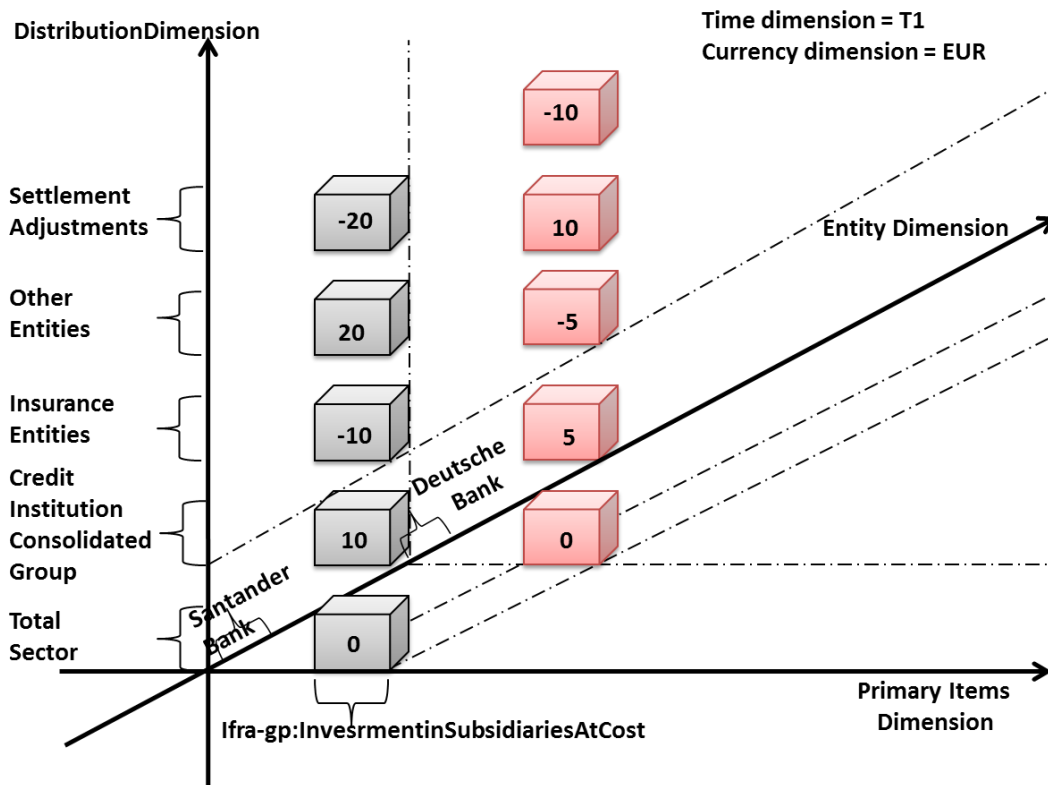 DistributionDimension
Time dimension = T1
Currency dimension = EUR
-10
Settlement
Adjustments
-20
10
Entity Dimension
Other
Entities
20
-5
Insurance
Entities
-10
5
Deutsche
Bank
Credit
Institution
Consolidated
Group
10
0
Santander
Bank
Total
Sector
0
Primary Items
Dimension
Ifra-gp:InvesrmentinSubsidiariesAtCost